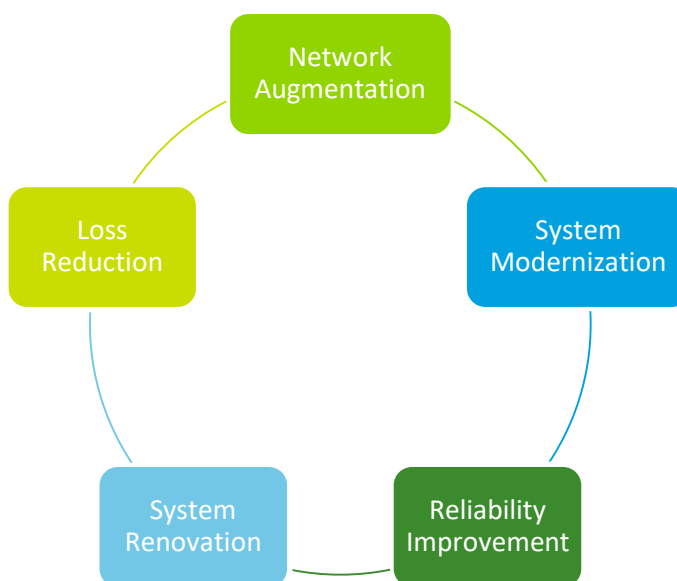 Network
Augmentation
System
Modernization
Reliability
Improvement
System
Renovation
Loss
Reduction